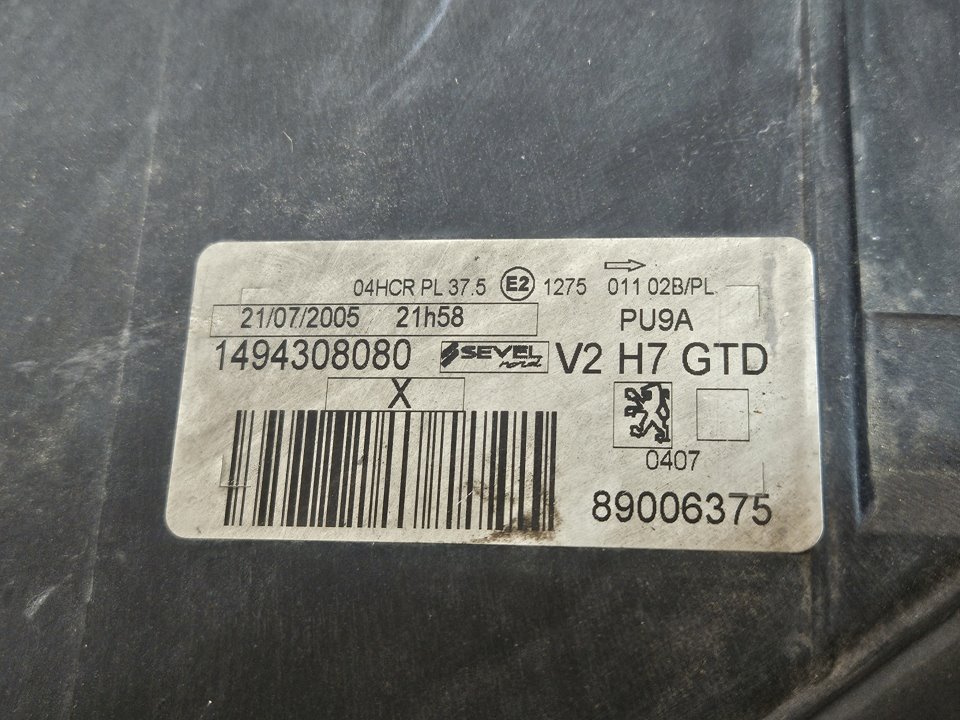 04HCR PL 37.5 E2 1275 011 02B/PL
21/07/2005 21h58 PU9A
1494308080 SEVEL nord V2 H7 GTD
X
0407
89006375